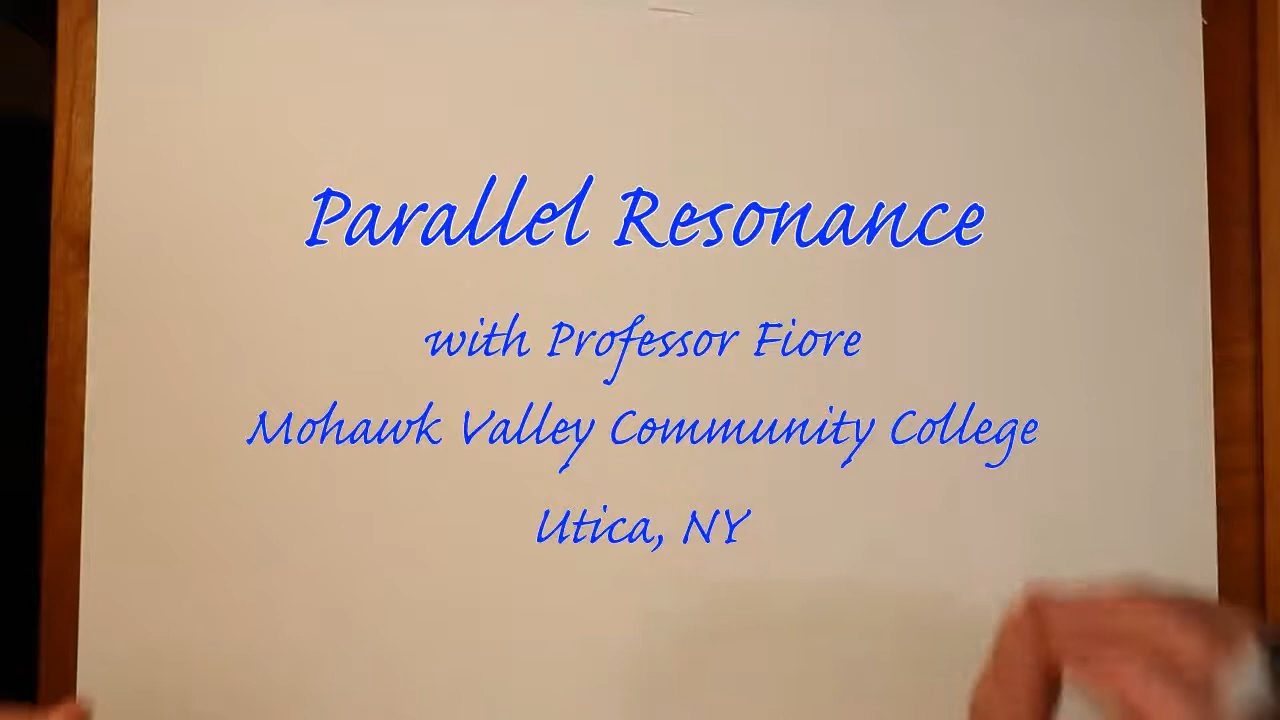 Parallel Resonance
with Professor Fiore
Mohawk Valley Community College
Utica, NY